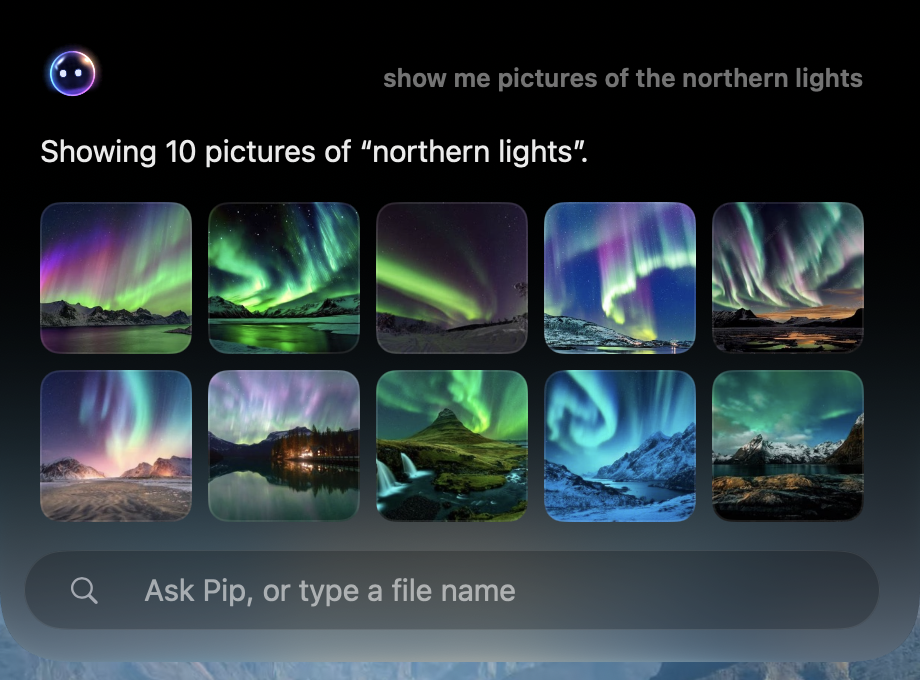 show me pictures of the northern lights
Showing 10 pictures of “northern lights”.
Ask Pip, or type a file name